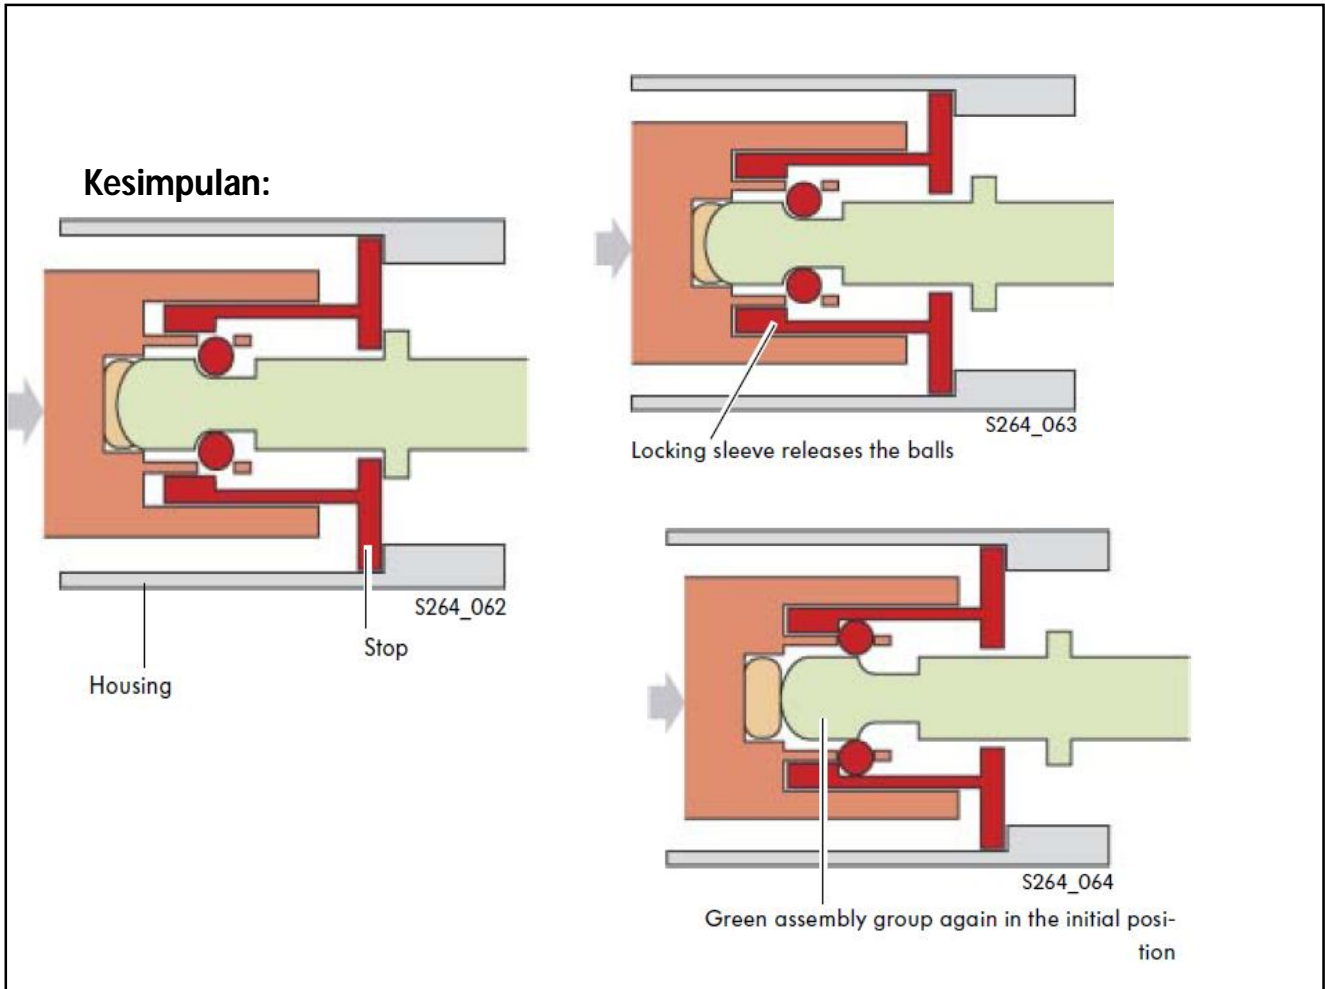 Kesimpulan:
S264_062
Stop
Housing
S264_063
Locking sleeve releases the balls
S264_064
Green assembly group again in the initial posi-
tion